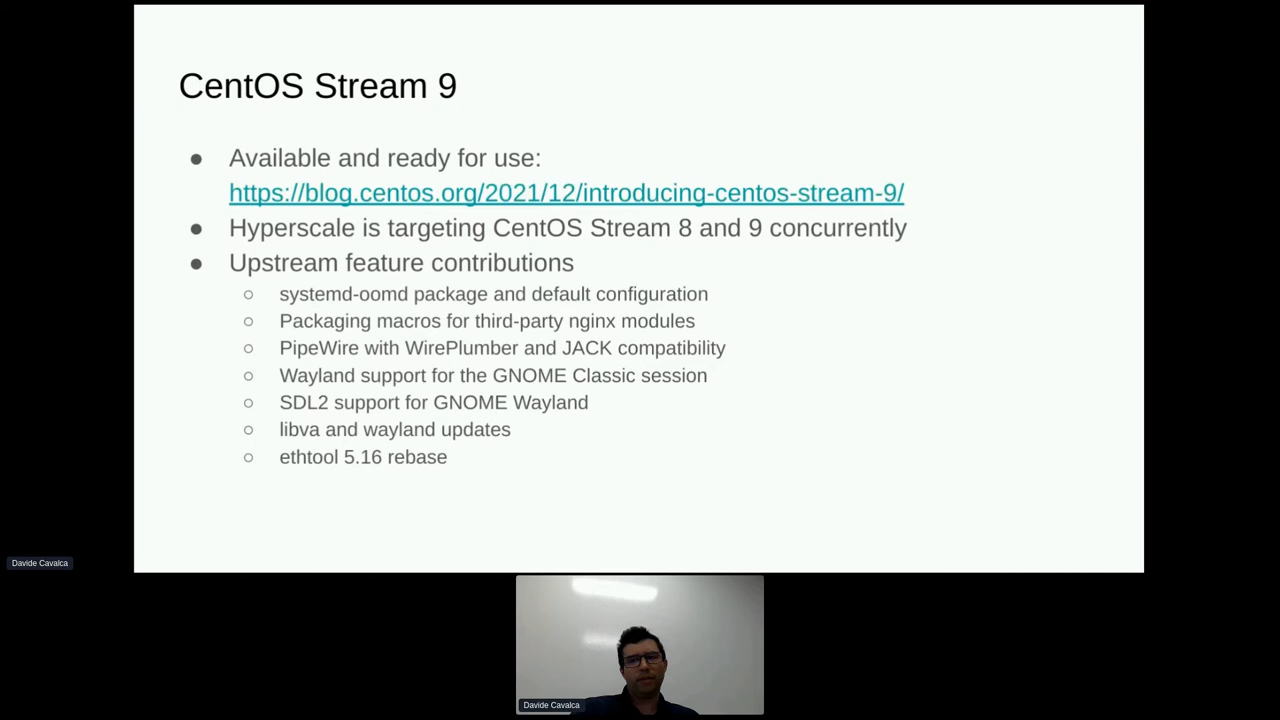 CentOS Stream 9
● Available and ready for use:
https://blog.centos.org/2021/12/introducing-centos-stream-9/
● Hyperscale is targeting CentOS Stream 8 and 9 concurrently
● Upstream feature contributions
○ systemd-oomd package and default configuration
○ Packaging macros for third-party nginx modules
○ PipeWire with WirePlumber and JACK compatibility
○ Wayland support for the GNOME Classic session
○ SDL2 support for GNOME Wayland
○ libva and wayland updates
○ ethtool 5.16 rebase
Davide Cavalca
Davide Cavalca